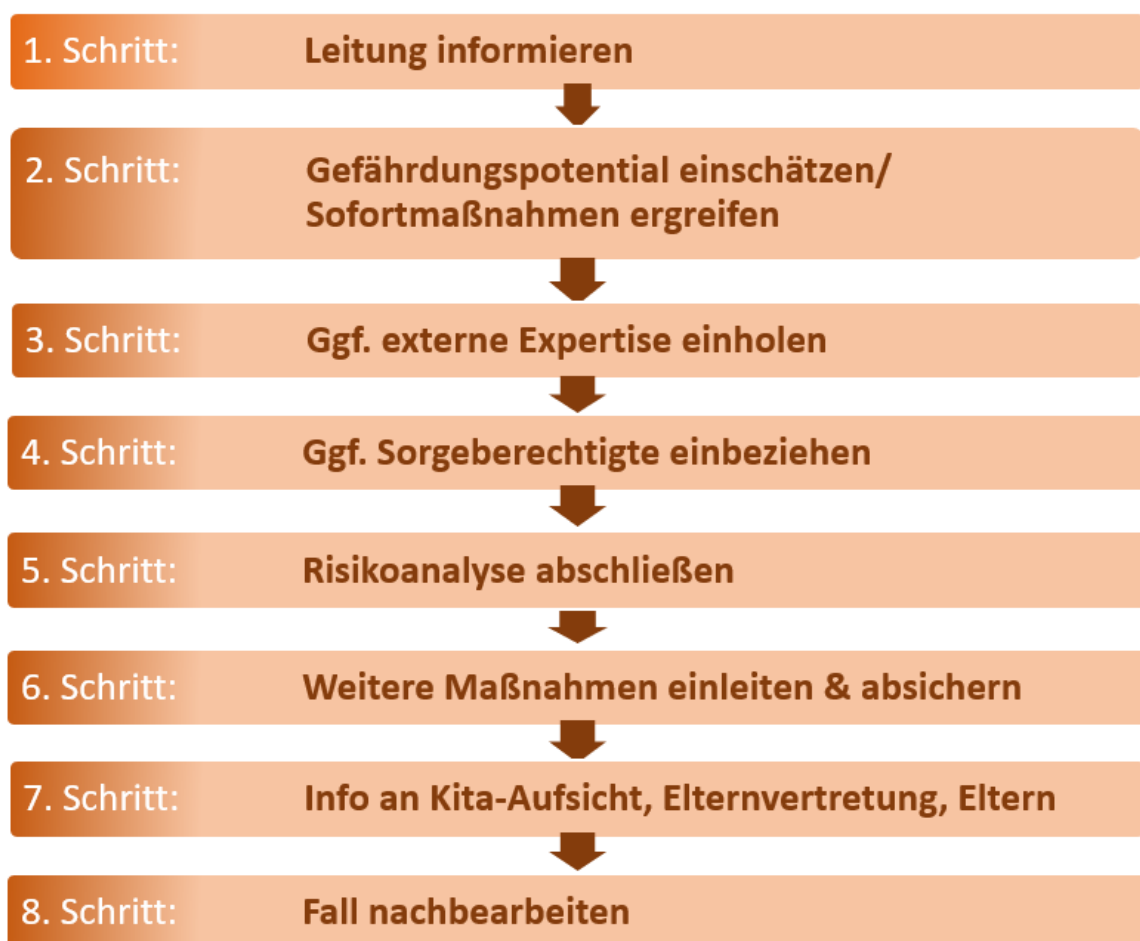 1. Schritt: Leitung informieren
2. Schritt: Gefährdungspotential einschätzen/
Sofortmaßnahmen ergreifen
3. Schritt: Ggf. externe Expertise einholen
4. Schritt: Ggf. Sorgeberechtigte einbeziehen
5. Schritt: Risikoanalyse abschließen
6. Schritt: Weitere Maßnahmen einleiten & absichern
7. Schritt: Info an Kita-Aufsicht, Elternvertretung, Eltern
8. Schritt: Fall nachbearbeiten